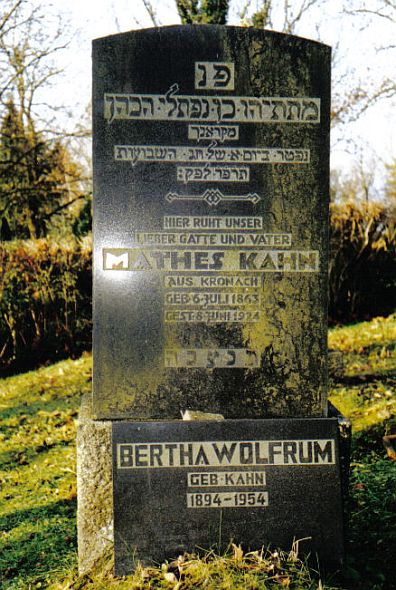 פנ
מתתיהו בן נפתלי הכהן
מקראנך
נפטר ביום א של חג השבועות
תרפד לפק:
HIER RUHT UNSER
LIEBER GATTE UND VATER
MATHES KAHN
AUS KRONACH
GEB·6·JULI 1863
GEST·8·JUNI 1924
תנצבה
BERTHA WOLFRUM
GEB·KAHN
1894-1954